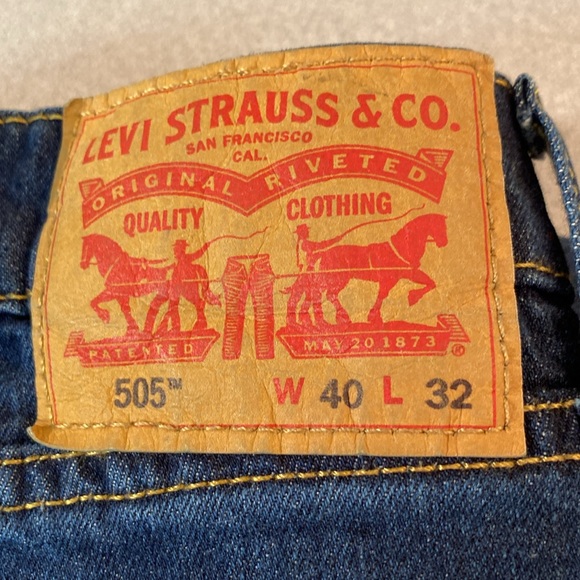 LEVI STRAUSS & CO.
SAN FRANCISCO
CAL.
ORIGINAL RIVETED
QUALITY CLOTHING
PATENTED MAY 20 1873 ®
505™ W 40 L 32